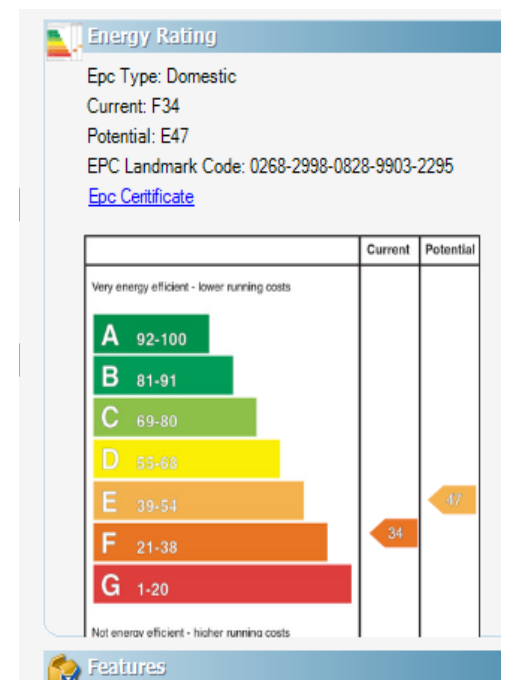 Energy Rating
Epc Type: Domestic
Current: F34
Potential: E47
EPC Landmark Code: 0268-2998-0828-9903-2295
Epc Ceritificate
Current Potential
Very energy efficient - lower running costs
A 92-100
B 81-91
C 69-80
D 55-68
E 39-54
47
F 21-38
34
G 1-20
Not energy efficient - higher running costs
Features